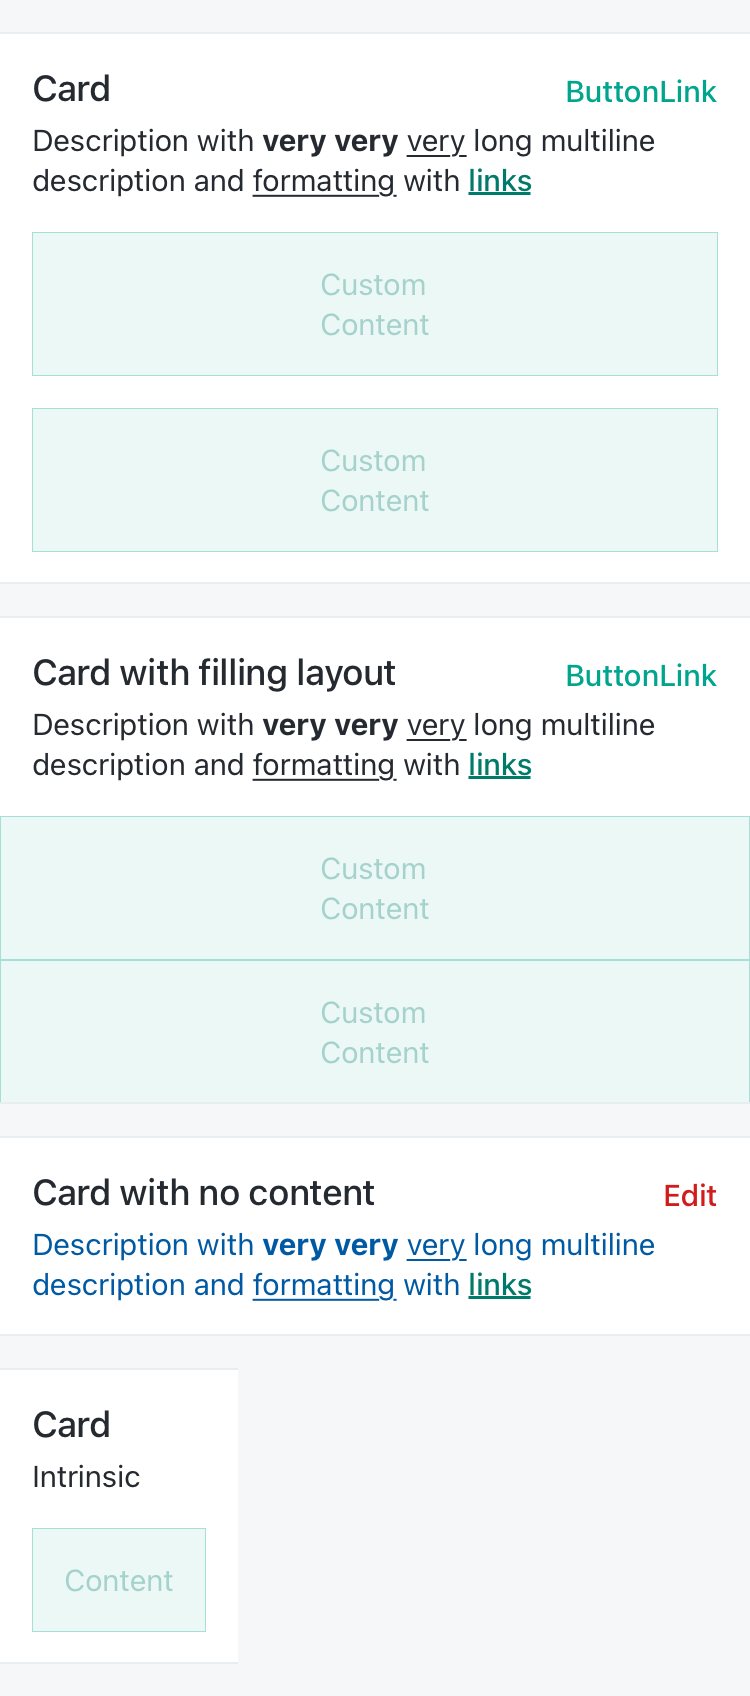 Card
ButtonLink
Description with very very very long multiline
description and formatting with links
Custom
Content
Custom
Content
Card with filling layout
ButtonLink
Description with very very very long multiline
description and formatting with links
Custom
Content
Custom
Content
Card with no content
Edit
Description with very very very long multiline
description and formatting with links
Card
Intrinsic
Content